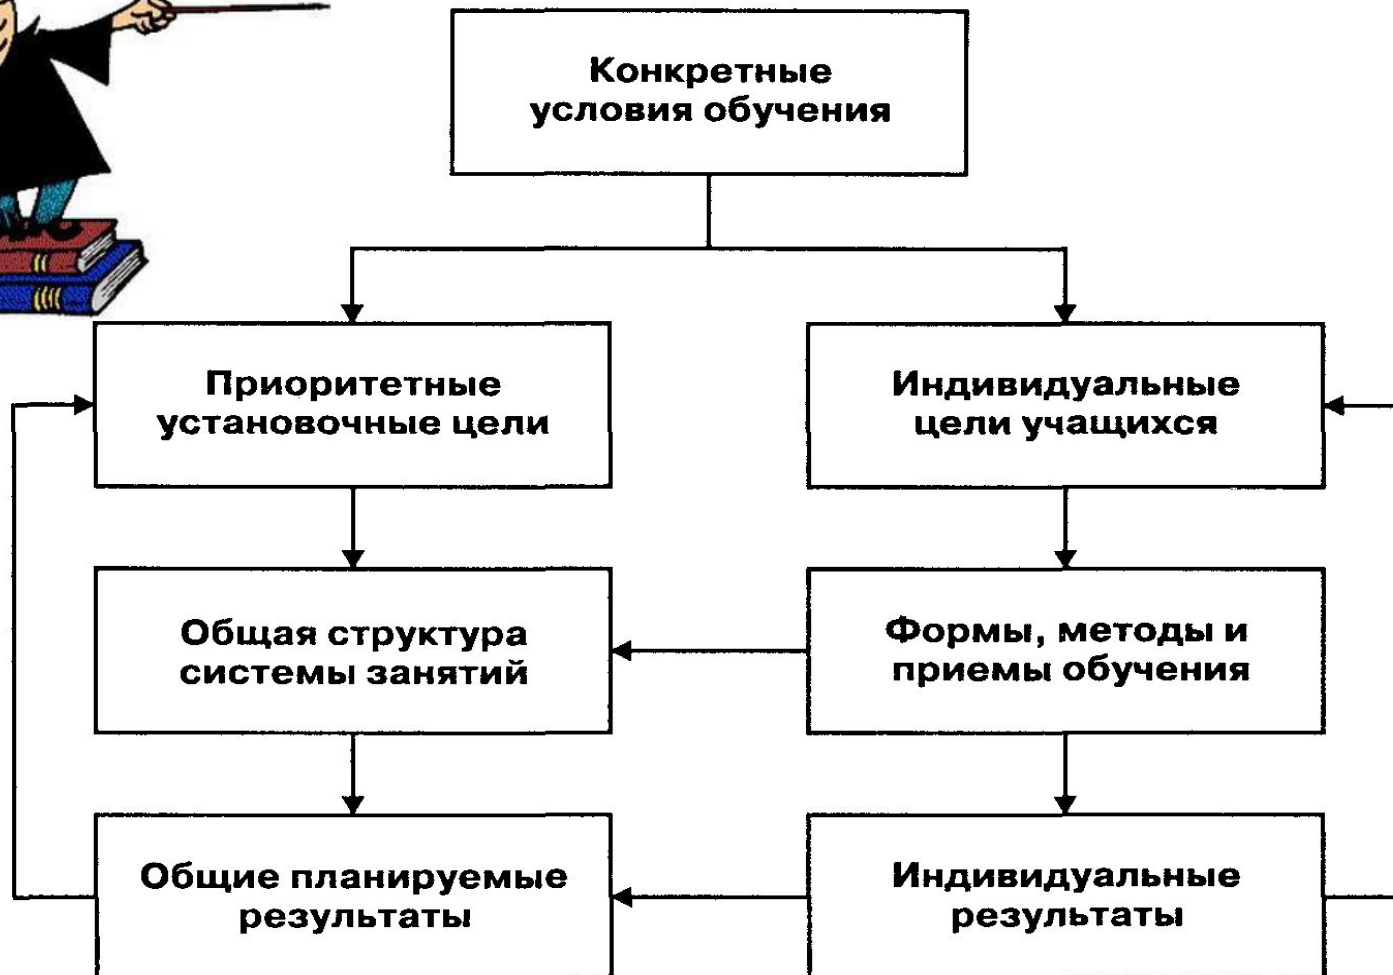 Конкретные
условия обучения
Приоритетные
установочные цели
Индивидуальные
цели учащихся
Общая структура
системы занятий
Формы, методы и
приемы обучения
Общие планируемые
результаты
Индивидуальные
результаты